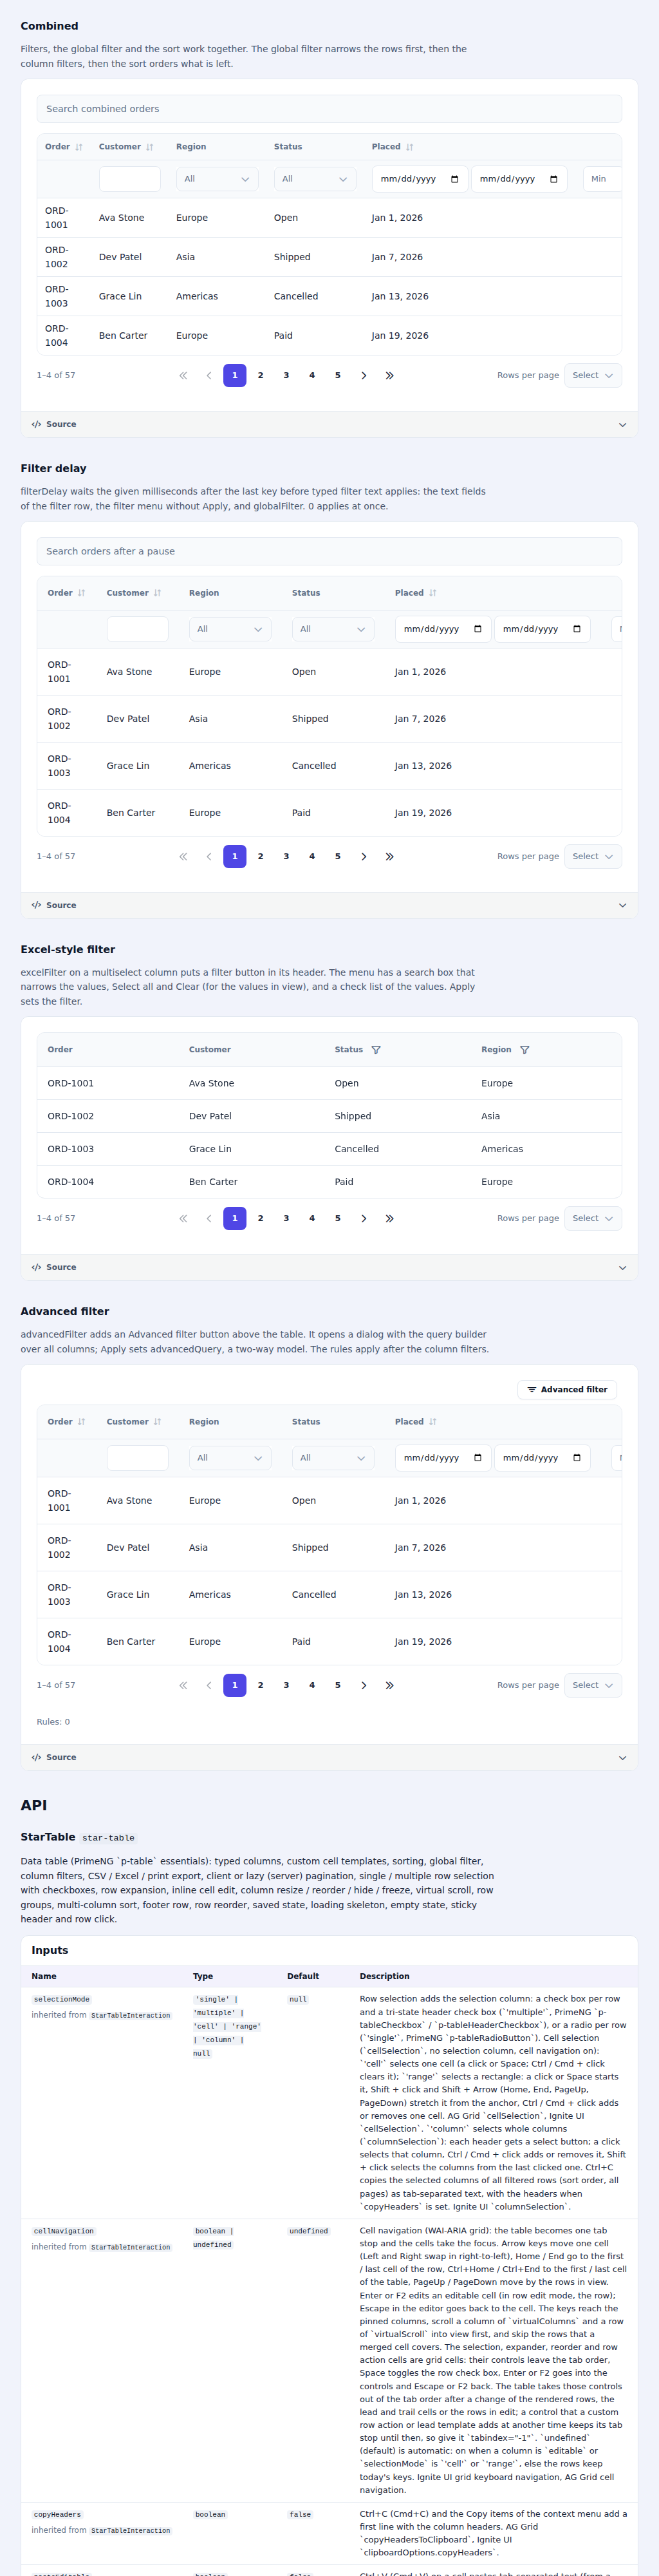 Combined
Filters, the global filter and the sort work together. The global filter narrows the rows first, then the
column filters, then the sort orders what is left.
Search combined orders
Order Customer Region Status Placed
All All mm/dd/yyyy mm/dd/yyyy Min
ORD-
1001 Ava Stone Europe Open Jan 1, 2026
ORD-
1002 Dev Patel Asia Shipped Jan 7, 2026
ORD-
1003 Grace Lin Americas Cancelled Jan 13, 2026
ORD-
1004 Ben Carter Europe Paid Jan 19, 2026
1–4 of 57 1 2 3 4 5 Rows per page Select
Source
Filter delay
filterDelay waits the given milliseconds after the last key before typed filter text applies: the text fields
of the filter row, the filter menu without Apply, and globalFilter. 0 applies at once.
Search orders after a pause
Order Customer Region Status Placed
All All mm/dd/yyyy mm/dd/yyyy
ORD-
1001 Ava Stone Europe Open Jan 1, 2026
ORD-
1002 Dev Patel Asia Shipped Jan 7, 2026
ORD-
1003 Grace Lin Americas Cancelled Jan 13, 2026
ORD-
1004 Ben Carter Europe Paid Jan 19, 2026
1–4 of 57 1 2 3 4 5 Rows per page Select
Source
Excel-style filter
excelFilter on a multiselect column puts a filter button in its header. The menu has a search box that
narrows the values, Select all and Clear (for the values in view), and a check list of the values. Apply
sets the filter.
Order Customer Status Region
ORD-1001 Ava Stone Open Europe
ORD-1002 Dev Patel Shipped Asia
ORD-1003 Grace Lin Cancelled Americas
ORD-1004 Ben Carter Paid Europe
1–4 of 57 1 2 3 4 5 Rows per page Select
Source
Advanced filter
advancedFilter adds an Advanced filter button above the table. It opens a dialog with the query builder
over all columns; Apply sets advancedQuery, a two-way model. The rules apply after the column filters.
Advanced filter
Order Customer Region Status Placed
All All mm/dd/yyyy mm/dd/yyyy
ORD-
1001 Ava Stone Europe Open Jan 1, 2026
ORD-
1002 Dev Patel Asia Shipped Jan 7, 2026
ORD-
1003 Grace Lin Americas Cancelled Jan 13, 2026
ORD-
1004 Ben Carter Europe Paid Jan 19, 2026
1–4 of 57 1 2 3 4 5 Rows per page Select
Rules: 0
Source
API
StarTable star-table
Data table (PrimeNG `p-table` essentials): typed columns, custom cell templates, sorting, global filter,
column filters, CSV / Excel / print export, client or lazy (server) pagination, single / multiple row selection
with checkboxes, row expansion, inline cell edit, column resize / reorder / hide / freeze, virtual scroll, row
groups, multi-column sort, footer row, row reorder, saved state, loading skeleton, empty state, sticky
header and row click.
Inputs
Name Type Default Description
selectionMode
inherited from StarTableInteraction
'single' |
'multiple' |
'cell' | 'range'
| 'column' |
null
null
Row selection adds the selection column: a check box per row
and a tri-state header check box (`'multiple'`, PrimeNG `p-
tableCheckbox` / `p-tableHeaderCheckbox`), or a radio per row
(`'single'`, PrimeNG `p-tableRadioButton`). Cell selection
(`cellSelection`, no selection column, cell navigation on):
`'cell'` selects one cell (a click or Space; Ctrl / Cmd + click
clears it); `'range'` selects a rectangle: a click or Space starts
it, Shift + click and Shift + Arrow (Home, End, PageUp,
PageDown) stretch it from the anchor, Ctrl / Cmd + click adds
or removes one cell. AG Grid `cellSelection`, Ignite UI
`cellSelection`. `'column'` selects whole columns
(`columnSelection`): each header gets a select button; a click
selects that column, Ctrl / Cmd + click adds or removes it, Shift
+ click selects the columns from the last clicked one. Ctrl+C
copies the selected columns of all filtered rows (sort order, all
pages) as tab-separated text, with the headers when
`copyHeaders` is set. Ignite UI `columnSelection`.
cellNavigation
inherited from StarTableInteraction
boolean |
undefined
undefined
Cell navigation (WAI-ARIA grid): the table becomes one tab
stop and the cells take the focus. Arrow keys move one cell
(Left and Right swap in right-to-left), Home / End go to the first
/ last cell of the row, Ctrl+Home / Ctrl+End to the first / last cell
of the table, PageUp / PageDown move by the rows in view.
Enter or F2 edits an editable cell (in row edit mode, the row);
Escape in the editor goes back to the cell. The keys reach the
pinned columns, scroll a column of `virtualColumns` and a row
of `virtualScroll` into view first, and skip the rows that a
merged cell covers. The selection, expander, reorder and row
action cells are grid cells: their controls leave the tab order,
Space toggles the row check box, Enter or F2 goes into the
controls and Escape or F2 back. The table takes those controls
out of the tab order after a change of the rendered rows, the
lead and trail cells or the rows in edit; a control that a custom
row action or lead template adds at another time keeps its tab
stop until then, so give it `tabindex="-1"`. `undefined`
(default) is automatic: on when a column is `editable` or
`selectionMode` is `'cell'` or `'range'`, else the rows keep
today's keys. Ignite UI grid keyboard navigation, AG Grid cell
navigation.
copyHeaders
inherited from StarTableInteraction
boolean
false
Ctrl+C (Cmd+C) and the Copy items of the context menu add a
first line with the column headers. AG Grid
`copyHeadersToClipboard`, Ignite UI
`clipboardOptions.copyHeaders`.